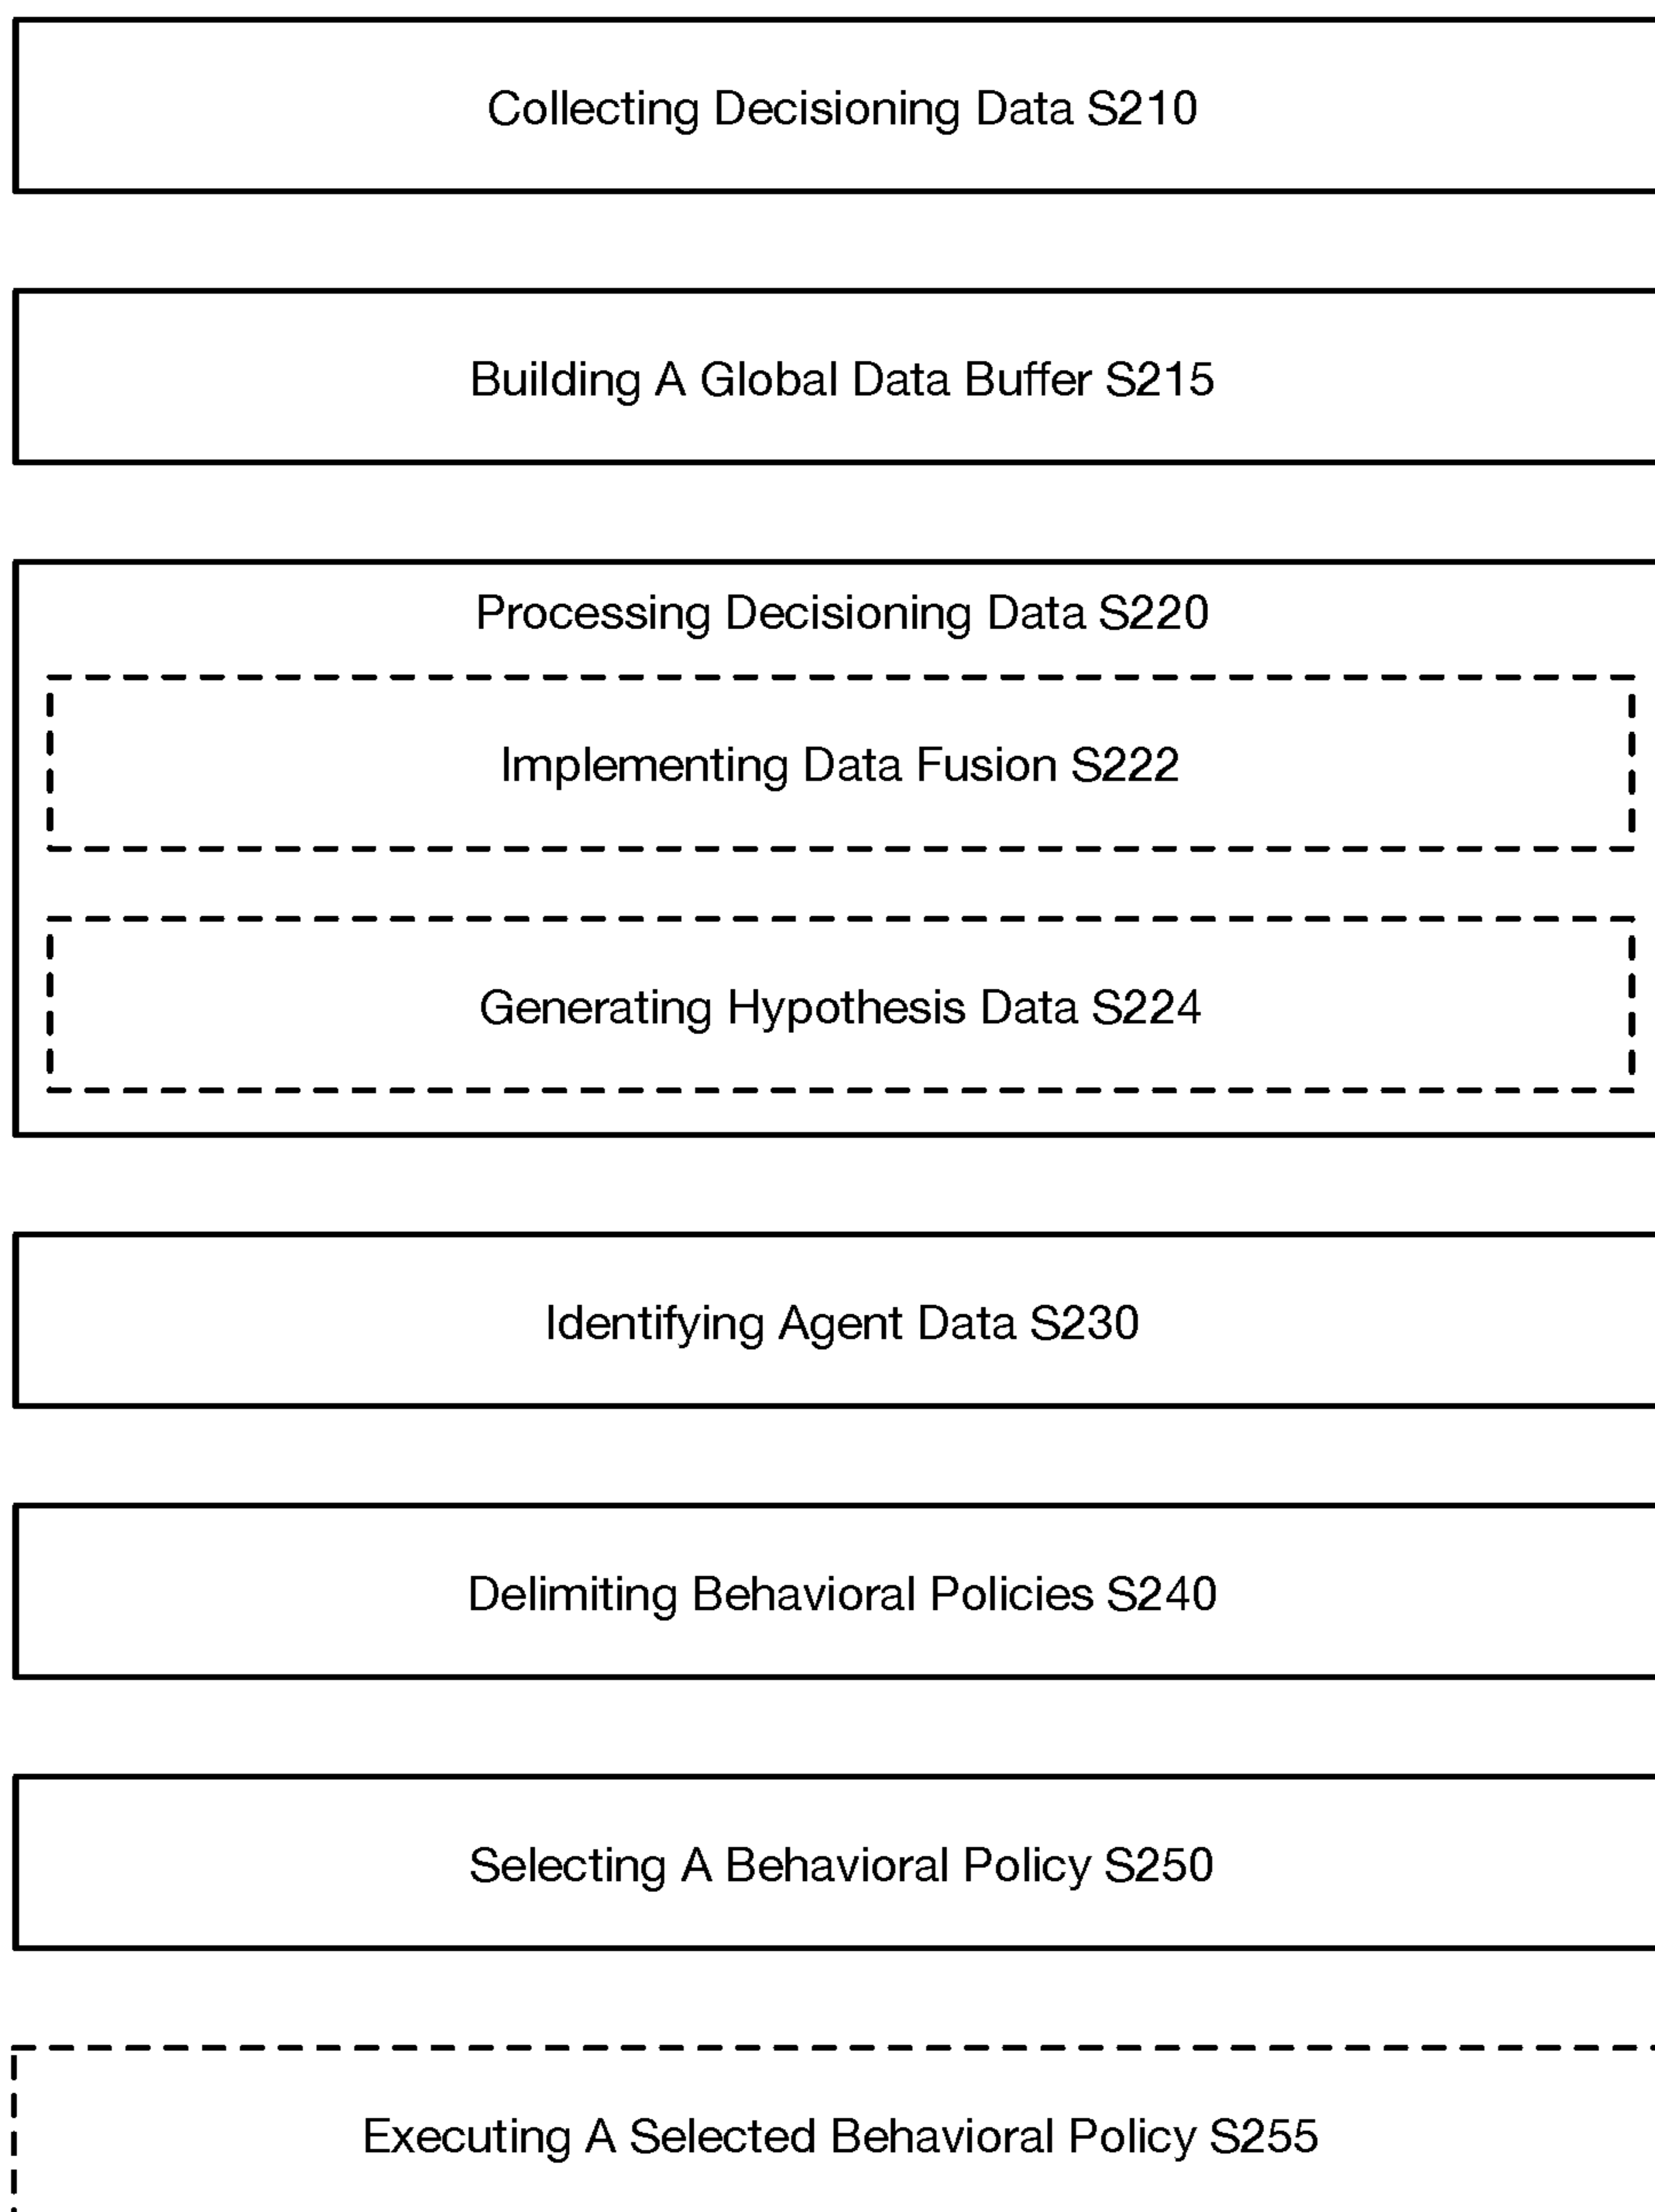 Collecting Decisioning Data S210
Building A Global Data Buffer S215
Processing Decisioning Data S220
Implementing Data Fusion S222
Generating Hypothesis Data S224
Identifying Agent Data S230
Delimiting Behavioral Policies S240
Selecting A Behavioral Policy S250
Executing A Selected Behavioral Policy S255